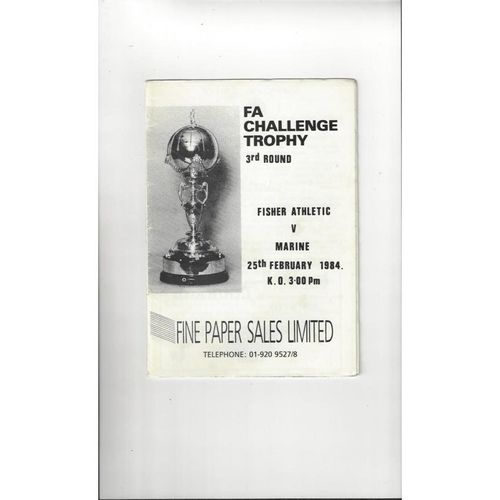 FA
CHALLENGE
TROPHY
3rd ROUND
FISHER ATHLETIC
V
MARINE
25th FEBRUARY 1984.
K.O. 3·00 Pm
FINE PAPER SALES LIMITED
TELEPHONE: 01-920 9527/8